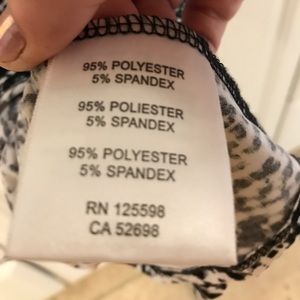 95% POLYESTER
5% SPANDEX
95% POLIESTER
5% SPANDEX
95% POLYESTER
5% SPANDEX
RN 125598
CA 52698